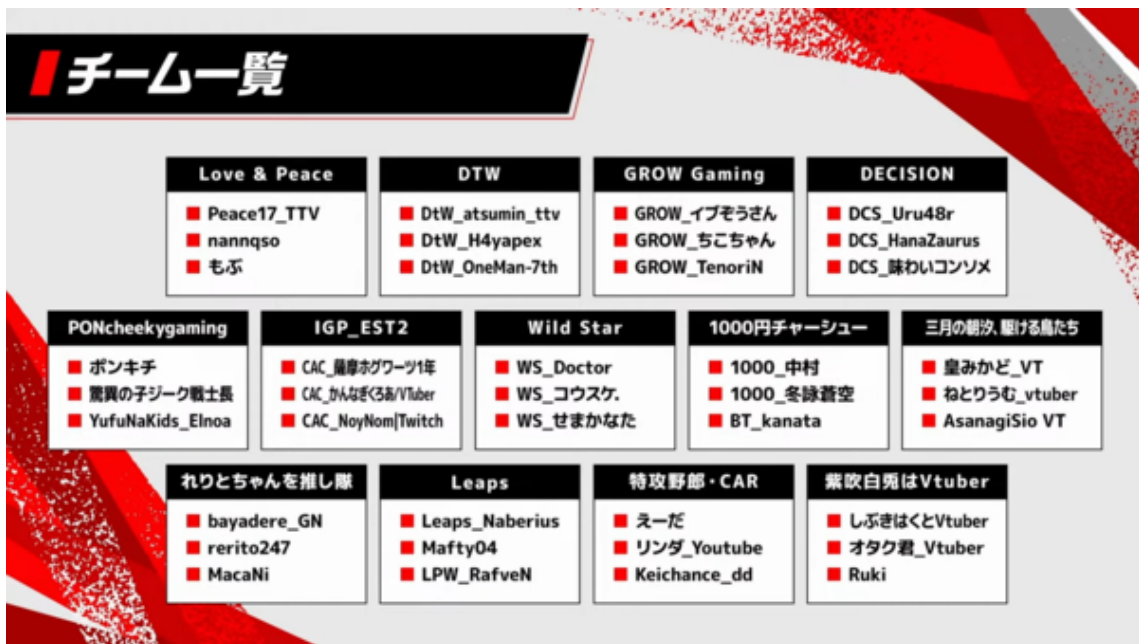 チーム一覧
Love & Peace
Peace17_TTV
nannqso
もぶ
DTW
DtW_atsumin_ttv
DtW_H4yapex
DtW_OneMan-7th
GROW Gaming
GROW_イブぞうさん
GROW_ちこちゃん
GROW_TenoriN
DECISION
DCS_Uru48r
DCS_HanaZaurus
DCS_味わいコンソメ
PONcheekygaming
ポンキチ
驚異の子ジーク戦士長
YufuNaKids_Elnoa
IGP_EST2
CAC_薩摩ホグワーツ1年
CAC_かんなぎくろあ/VTuber
CAC_NoyNom|Twitch
Wild Star
WS_Doctor
WS_コウスケ.
WS_せまかなた
1000円チャーシュー
1000_中村
1000_冬詠蒼空
BT_kanata
三月の朝汐、駆ける鳥たち
皇みかど_VT
ねとりうむ_vtuber
AsanagiSio VT
れりとちゃんを推し隊
bayadere_GN
rerito247
MacaNi
Leaps
Leaps_Naberius
Mafty04
LPW_RafveN
特攻野郎・CAR
えーだ
リンダ_Youtube
Keichance_dd
紫吹白兎はVtuber
しぶきはくとVtuber
オタク君_Vtuber
Ruki